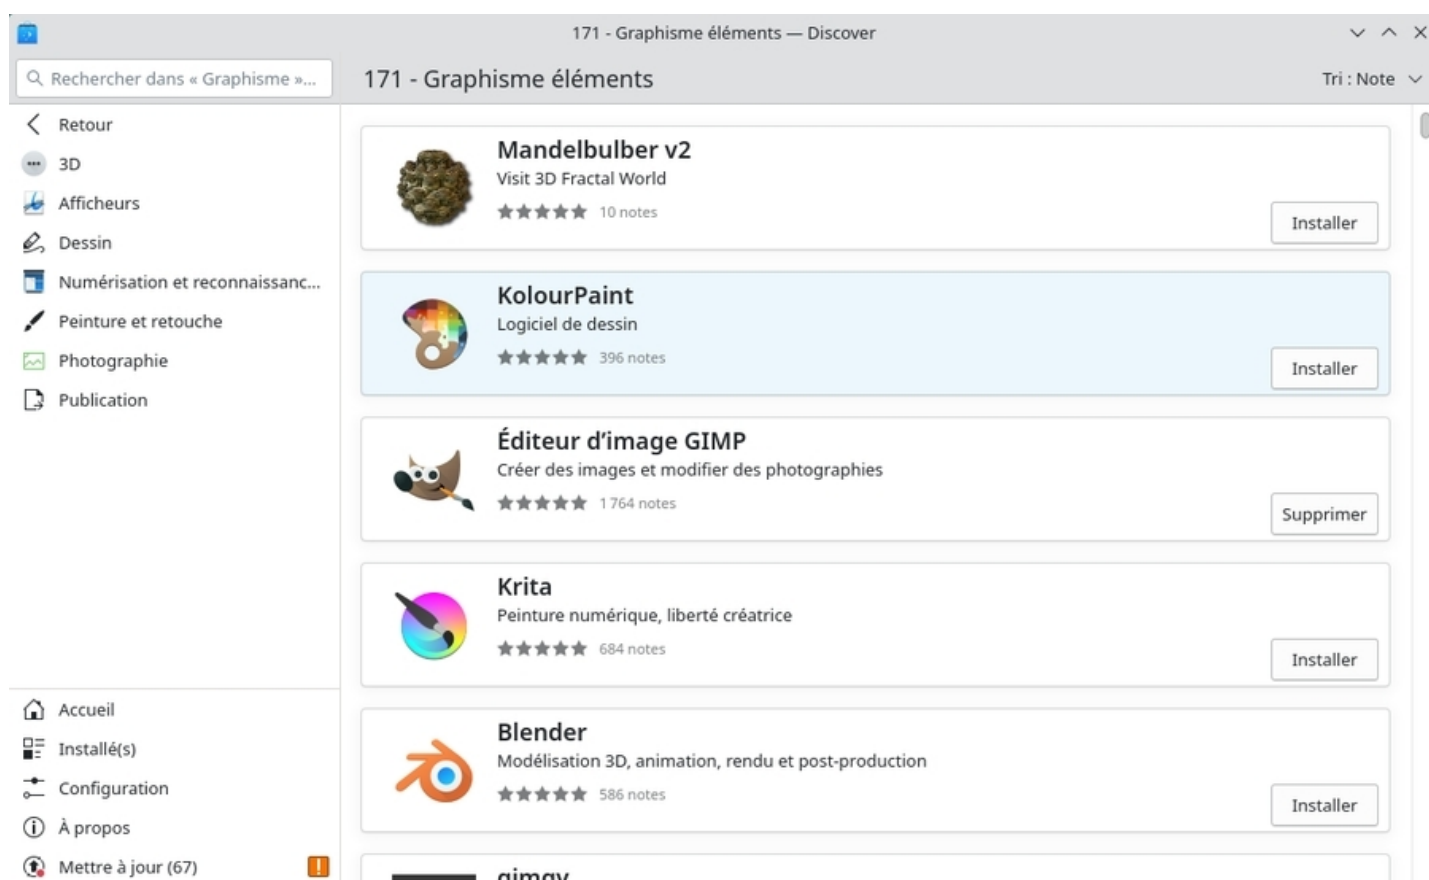 171 - Graphisme éléments — Discover
Rechercher dans « Graphisme »...
171 - Graphisme éléments
Tri : Note
Retour
3D
Afficheurs
Dessin
Numérisation et reconnaissanc...
Peinture et retouche
Photographie
Publication
Accueil
Installé(s)
Configuration
À propos
Mettre à jour (67)
Mandelbulber v2
Visit 3D Fractal World
10 notes
Installer
KolourPaint
Logiciel de dessin
396 notes
Installer
Éditeur d’image GIMP
Créer des images et modifier des photographies
1 764 notes
Supprimer
Krita
Peinture numérique, liberté créatrice
684 notes
Installer
Blender
Modélisation 3D, animation, rendu et post-production
586 notes
Installer